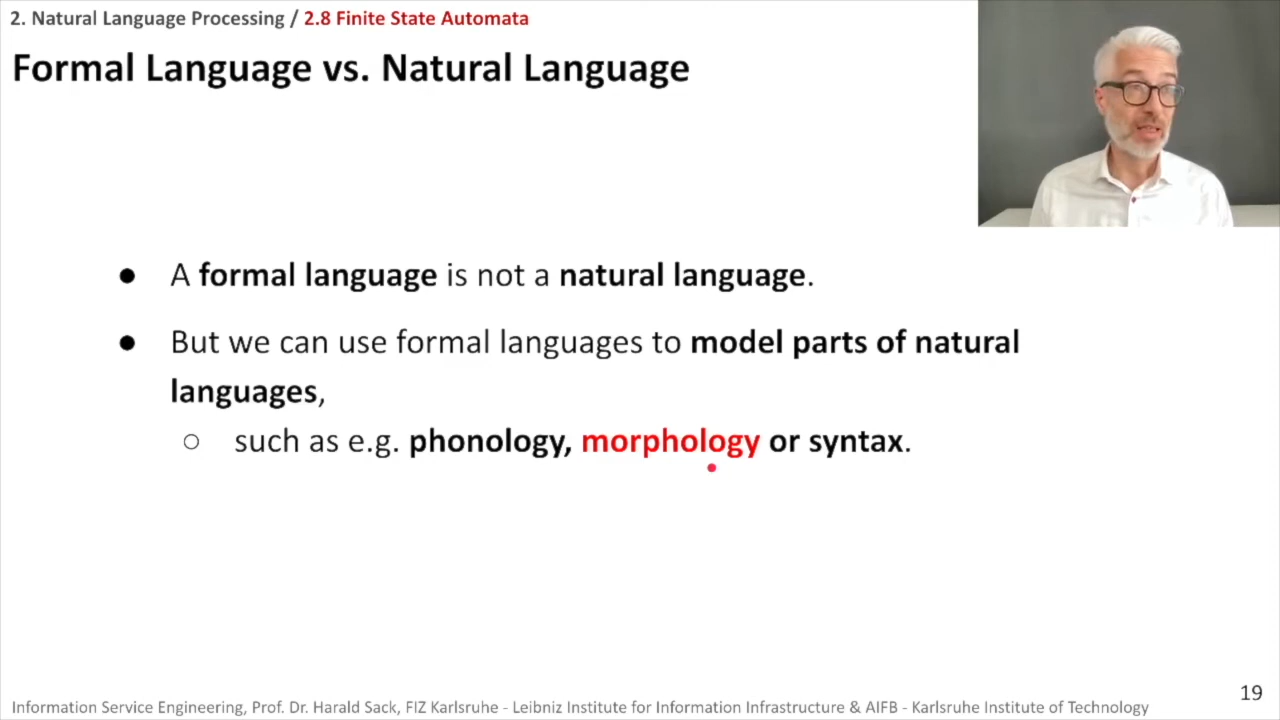 2. Natural Language Processing / 2.8 Finite State Automata
Formal Language vs. Natural Language
● A formal language is not a natural language.
● But we can use formal languages to model parts of natural
languages,
○ such as e.g. phonology, morphology or syntax.
19
Information Service Engineering, Prof. Dr. Harald Sack, FIZ Karlsruhe - Leibniz Institute for Information Infrastructure & AIFB - Karlsruhe Institute of Technology